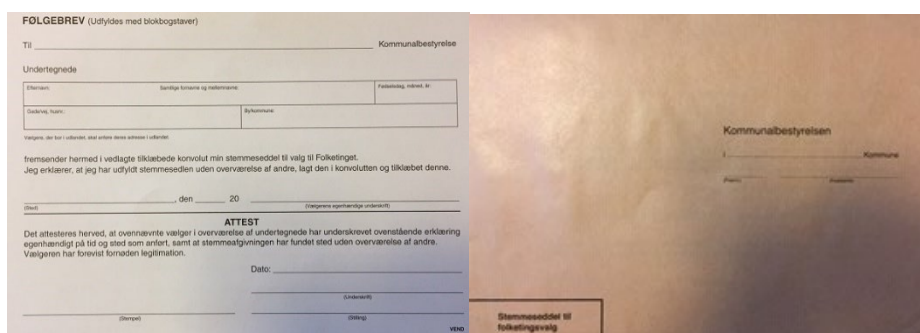 FØLGEBREV (Udfyldes med blokbogstaver)
Til Kommunalbestyrelse
Undertegnede
Efternavn: Samtlige fornavne og mellemnavne: Fødselsdag, måned, år:
Gade/vej, husnr.: By/kommune:
Vælgere, der bor i udlandet, skal anføre deres adresse i udlandet.
fremsender hermed i vedlagte tilklæbede konvolut min stemmeseddel til valg til Folketinget.
Jeg erklærer, at jeg har udfyldt stemmesedlen uden overværelse af andre, lagt den i konvolutten og tilklæbet denne.
, den 20
(Sted) (Vælgerens egenhændige underskrift)
ATTEST
Det attesteres herved, at ovennævnte vælger i overværelse af undertegnede har underskrevet ovenstående erklæring
egenhændigt på tid og sted som anført, samt at stemmeafgivningen har fundet sted uden overværelse af andre.
Vælgeren har forevist fornøden legitimation.
Dato:
(Underskrift)
(Stempel) (Stilling)
VEND
Kommunalbestyrelsen
i Kommune
Stemmeseddel til
folketingsvalg